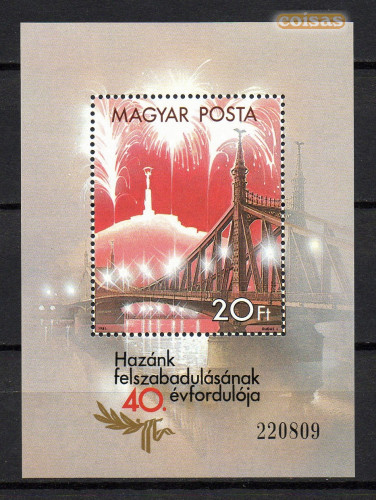 coisas
MAGYAR POSTA
20 Ft
Hazánk
felszabadulásának
40. évfordulója
220809